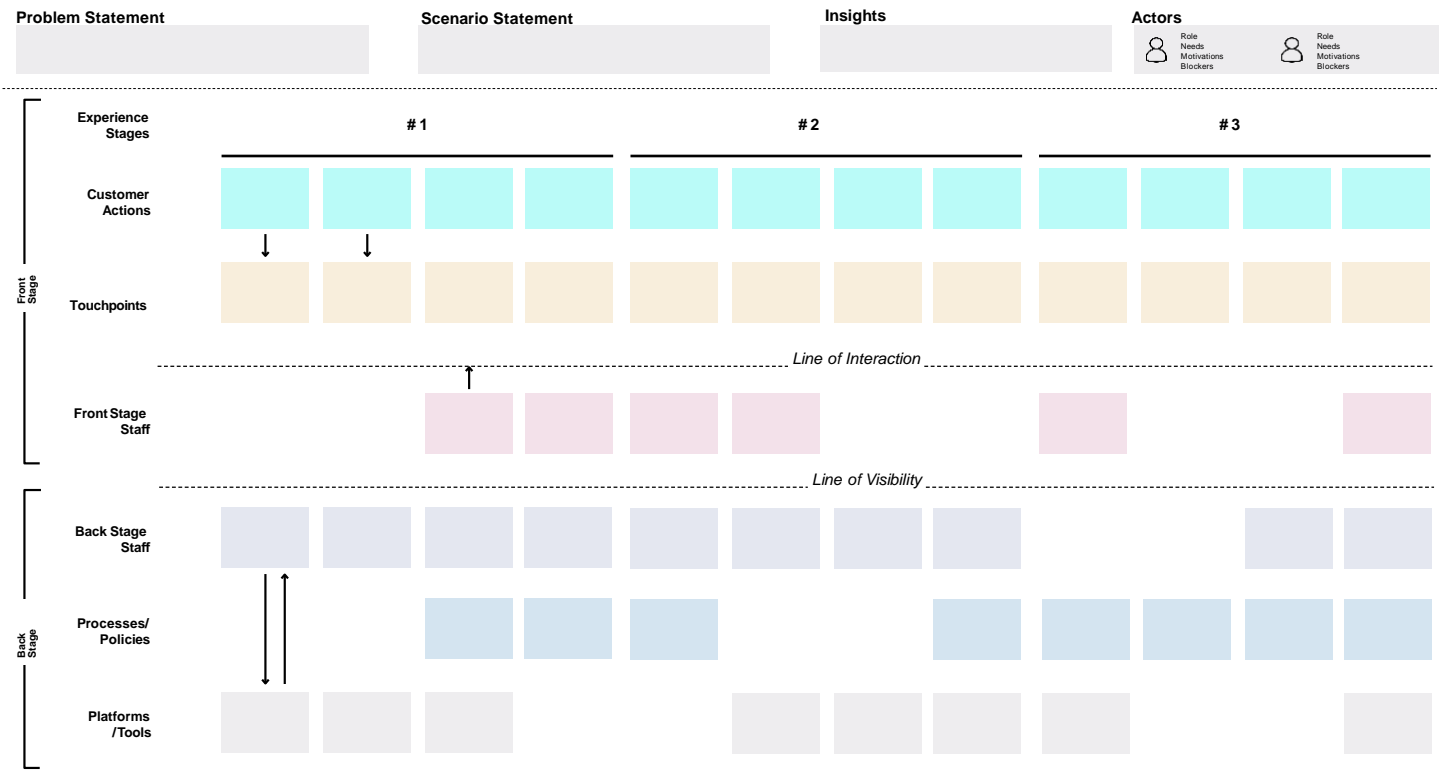 Problem Statement
Scenario Statement
Insights
Actors
Role
Needs
Motivations
Blockers
Role
Needs
Motivations
Blockers
Experience
Stages
# 1
# 2
# 3
Customer
Actions
Front
Stage
Touchpoints
Line of Interaction
Front Stage
Staff
Line of Visibility
Back Stage
Staff
Back
Stage
Processes/
Policies
Platforms
/Tools